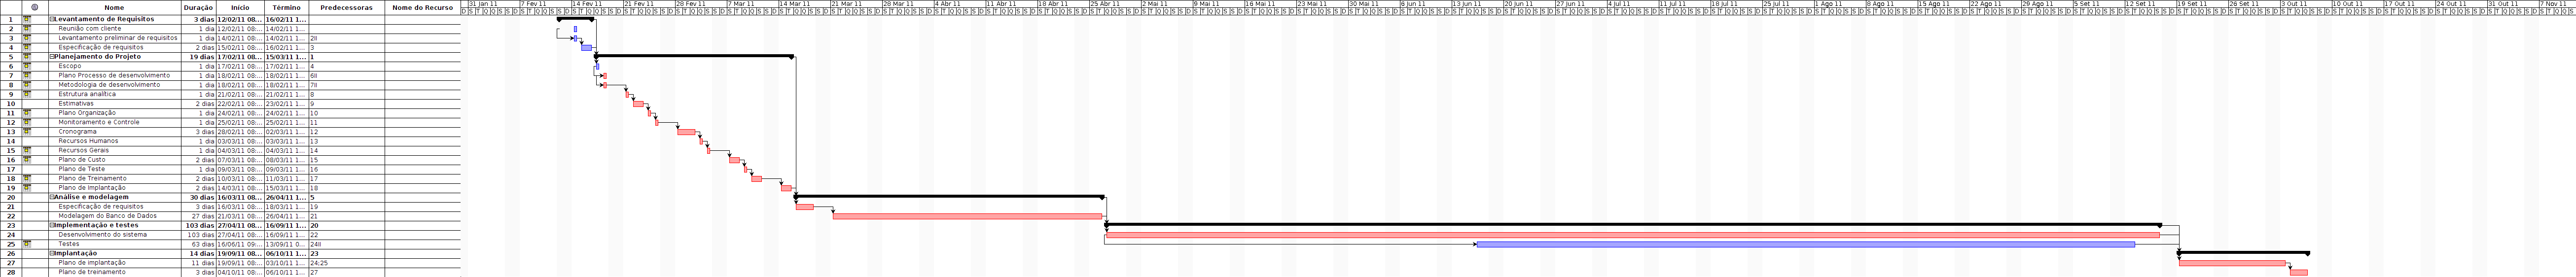 Nome Duração Início Término Predecessoras Nome do Recurso
31 Jan 11 7 Fev 11 14 Fev 11 21 Fev 11 28 Fev 11 7 Mar 11 14 Mar 11 21 Mar 11 28 Mar 11 4 Abr 11 11 Abr 11 18 Abr 11 25 Abr 11 2 Mai 11 9 Mai 11 16 Mai 11 23 Mai 11 30 Mai 11 6 Jun 11 13 Jun 11 20 Jun 11 27 Jun 11 4 Jul 11 11 Jul 11 18 Jul 11 25 Jul 11 1 Ago 11 8 Ago 11 15 Ago 11 22 Ago 11 29 Ago 11 5 Set 11 12 Set 11 19 Set 11 26 Set 11 3 Out 11 10 Out 11 17 Out 11 24 Out 11 31 Out 11 7 Nov 11
1 Levantamento de Requisitos 3 dias 12/02/11 08... 16/02/11 1...
2 Reunião com cliente 1 dia 12/02/11 08:... 14/02/11 1...
3 Levantamento preliminar de requisitos 1 dia 14/02/11 08:... 14/02/11 1... 2II
4 Especificação de requisitos 2 dias 15/02/11 08:... 16/02/11 1... 3
5 Planejamento do Projeto 19 dias 17/02/11 08... 15/03/11 1... 1
6 Escopo 1 dia 17/02/11 08:... 17/02/11 1... 4
7 Plano Processo de desenvolvimento 1 dia 18/02/11 08:... 18/02/11 1... 6II
8 Metodologia de desenvolvimento 1 dia 18/02/11 08:... 18/02/11 1... 7II
9 Estrutura analítica 1 dia 21/02/11 08:... 21/02/11 1... 8
10 Estimativas 2 dias 22/02/11 08:... 23/02/11 1... 9
11 Plano Organização 1 dia 24/02/11 08:... 24/02/11 1... 10
12 Monitoramento e Controle 1 dia 25/02/11 08:... 25/02/11 1... 11
13 Cronograma 3 dias 28/02/11 08:... 02/03/11 1... 12
14 Recursos Humanos 1 dia 03/03/11 08:... 03/03/11 1... 13
15 Recursos Gerais 1 dia 04/03/11 08:... 04/03/11 1... 14
16 Plano de Custo 2 dias 07/03/11 08:... 08/03/11 1... 15
17 Plano de Teste 1 dia 09/03/11 08:... 09/03/11 1... 16
18 Plano de Treinamento 2 dias 10/03/11 08:... 11/03/11 1... 17
19 Plano de Implantação 2 dias 14/03/11 08:... 15/03/11 1... 18
20 Análise e modelagem 30 dias 16/03/11 08... 26/04/11 1... 5
21 Especificação de requisitos 3 dias 16/03/11 08:... 18/03/11 1... 19
22 Modelagem do Banco de Dados 27 dias 21/03/11 08:... 26/04/11 1... 21
23 Implementação e testes 103 dias 27/04/11 08... 16/09/11 1... 20
24 Desenvolvimento do sistema 103 dias 27/04/11 08:... 16/09/11 1... 22
25 Testes 63 dias 16/06/11 09:... 13/09/11 0... 24II
26 Implantação 14 dias 19/09/11 08... 06/10/11 1... 23
27 Plano de implantação 11 dias 19/09/11 08:... 03/10/11 1... 24;25
28 Plano de treinamento 3 dias 04/10/11 08:... 06/10/11 1... 27